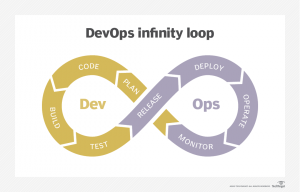 DevOps infinity loop
CODE
DEPLOY
PLAN
RELEASE
Dev
Ops
BUILD
OPERATE
TEST
MONITOR